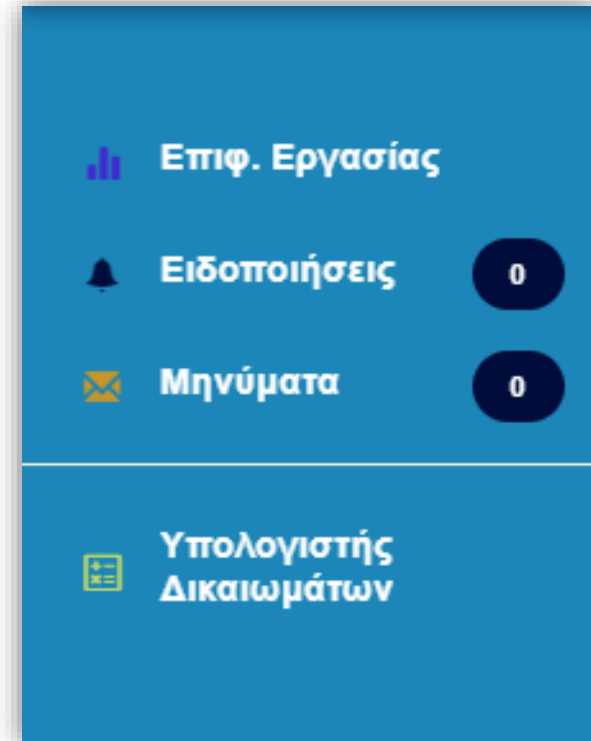 Επιφ. Εργασίας
Ειδοποιήσεις 0
Μηνύματα 0
Υπολογιστής
Δικαιωμάτων